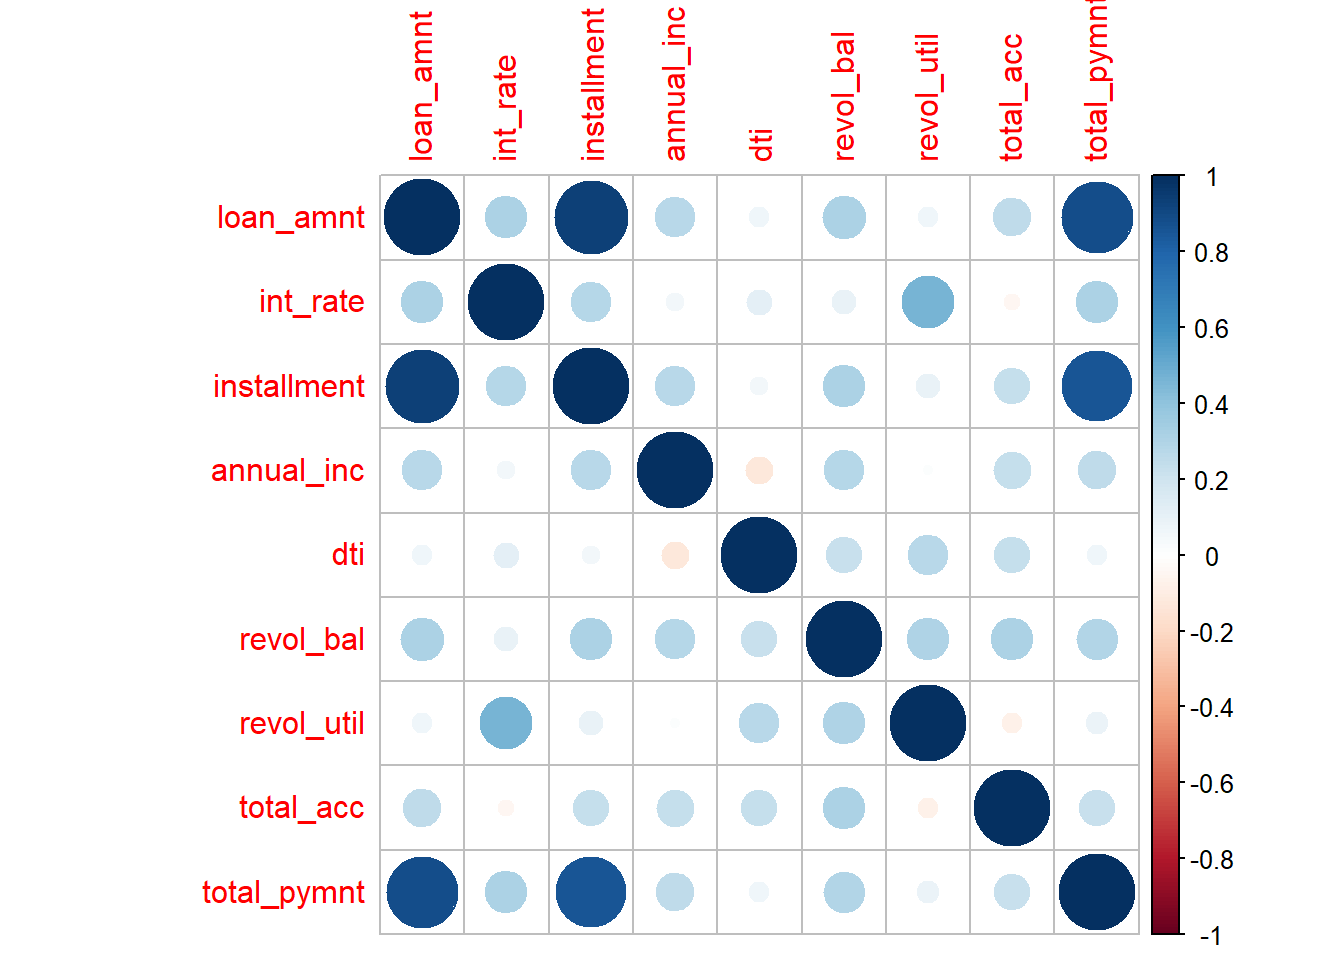 loan_amnt
int_rate
installment
annual_inc
dti
revol_bal
revol_util
total_acc
total_pymnt
loan_amnt
int_rate
installment
annual_inc
dti
revol_bal
revol_util
total_acc
total_pymnt
1
0.8
0.6
0.4
0.2
0
-0.2
-0.4
-0.6
-0.8
-1